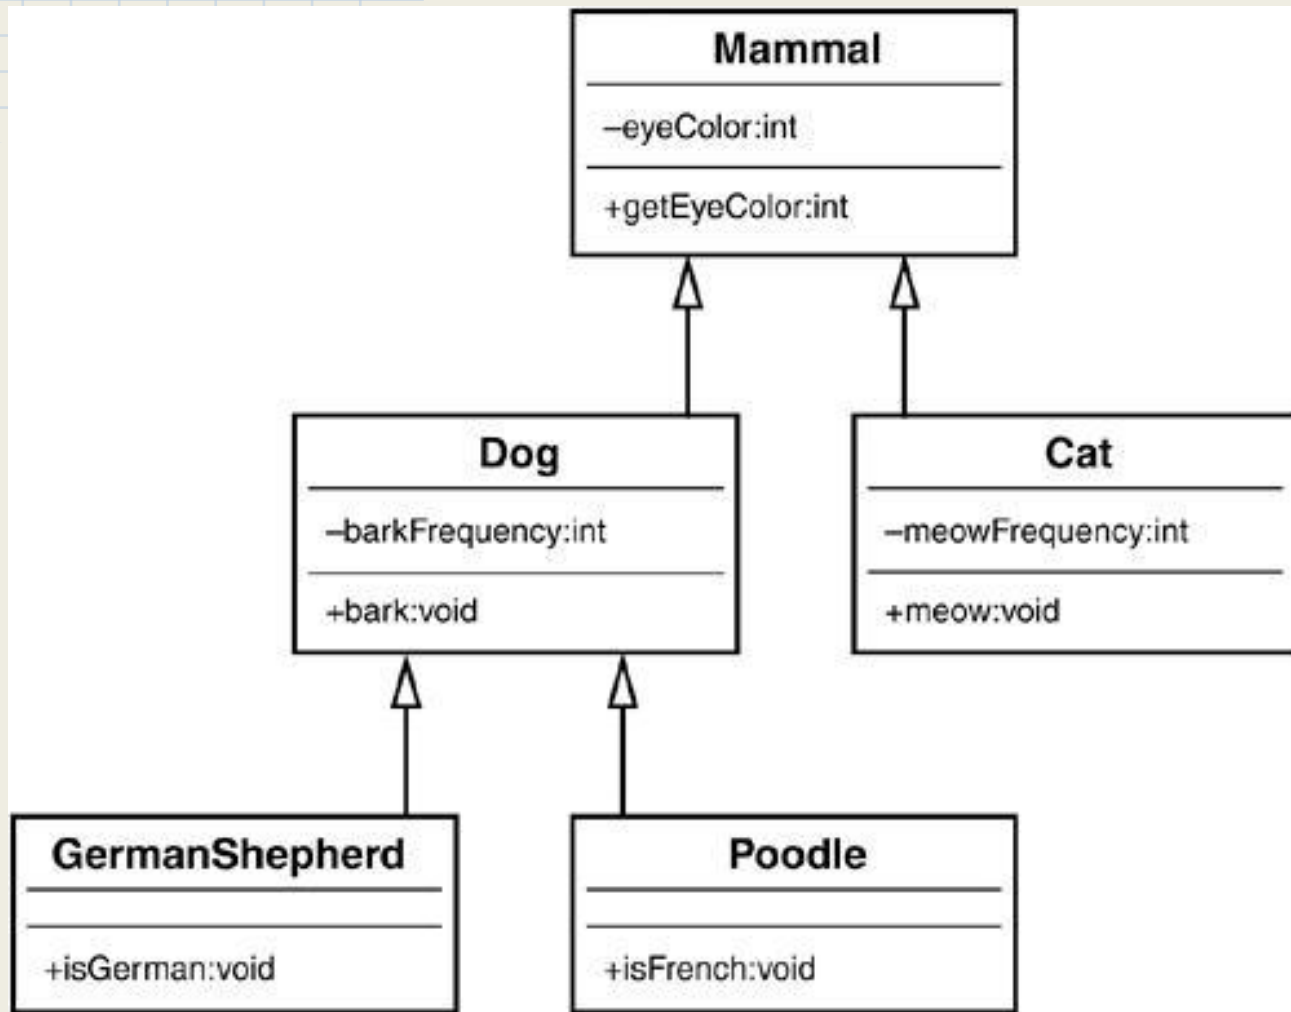 Mammal
–eyeColor:int
+getEyeColor:int
Dog
–barkFrequency:int
+bark:void
Cat
–meowFrequency:int
+meow:void
GermanShepherd
+isGerman:void
Poodle
+isFrench:void